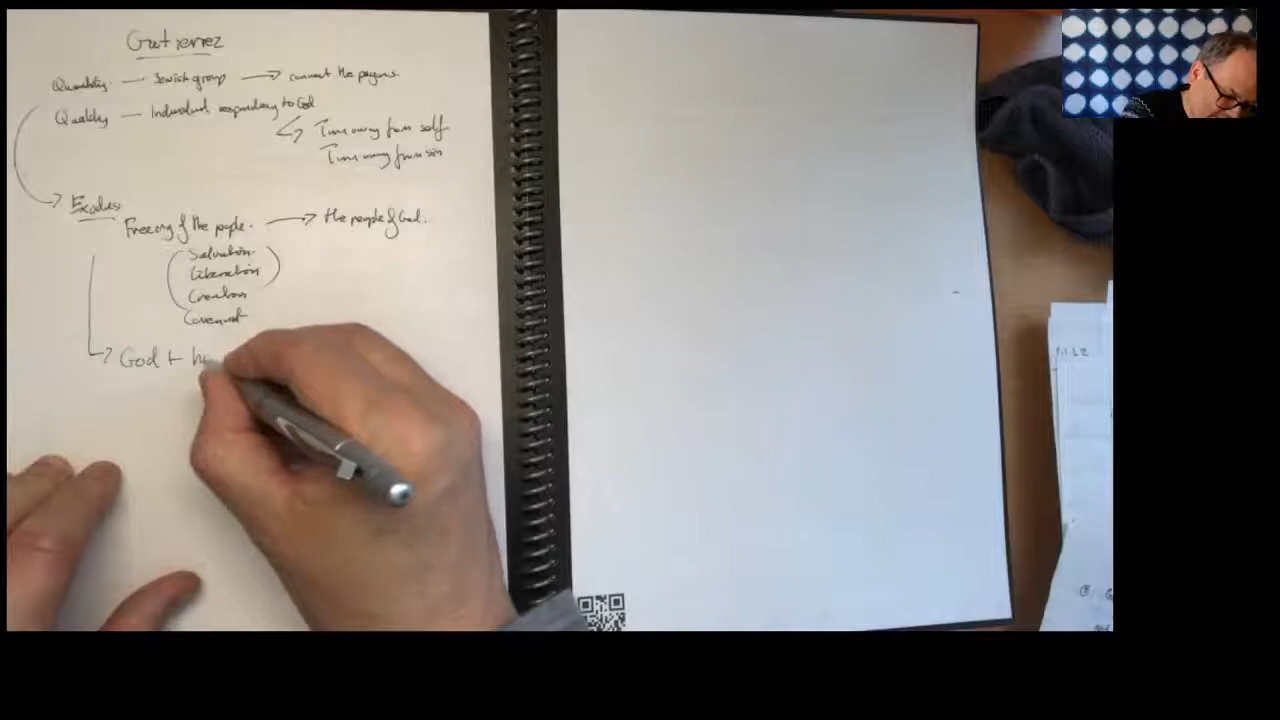 Gutierrez
Quantity — Jewish group → convert the pagans.
Quality — Individual responding to God
Turn away from self
Turn away from sin
Exodus
Freeing of the people. → the people of God.
Salvation
Liberation
Creation
Covenant
God + hu